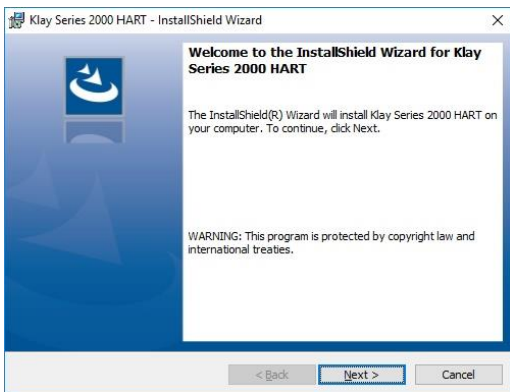 Klay Series 2000 HART - InstallShield Wizard
Welcome to the InstallShield Wizard for Klay
Series 2000 HART
The InstallShield(R) Wizard will install Klay Series 2000 HART on
your computer. To continue, click Next.
WARNING: This program is protected by copyright law and
international treaties.
< Back Next > Cancel